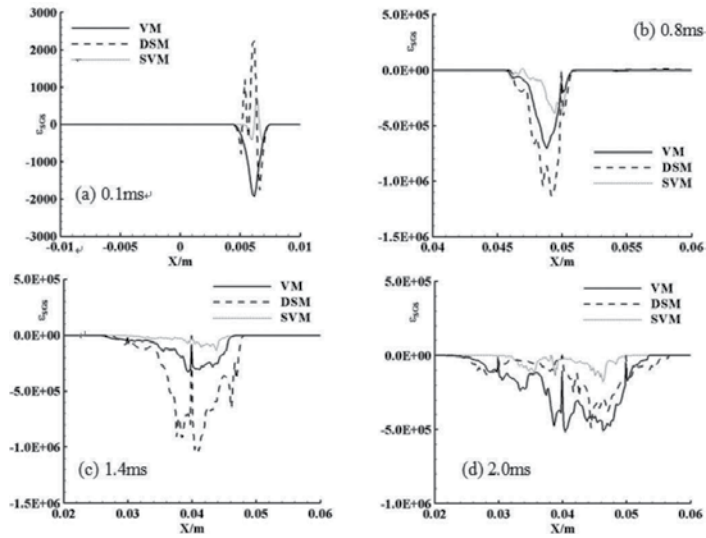 3000
2000
1000
0
-1000
-2000
-3000
εSGS
VM
DSM
SVM
(a) 0.1ms↵
-0.01↵ -0.005 0 0.005 0.01
X/m
5.0E+05
0.0E+00
-5.0E+05
-1.0E+06
-1.5E+06
εSGS
(b) 0.8ms
VM
DSM
SVM
0.04 0.045 0.05 0.055 0.06
X/m
5.0E+05
0.0E+00
-5.0E+05
-1.0E+06
-1.5E+06
εSGS
VM
DSM
SVM
(c) 1.4ms
0.02 0.03 0.04 0.05 0.06
X/m
5.0E+05
0.0E+00
-5.0E+05
-1.0E+06
εSGS
VM
DSM
SVM
(d) 2.0ms
0.02 0.03 0.04 0.05 0.06
X/m